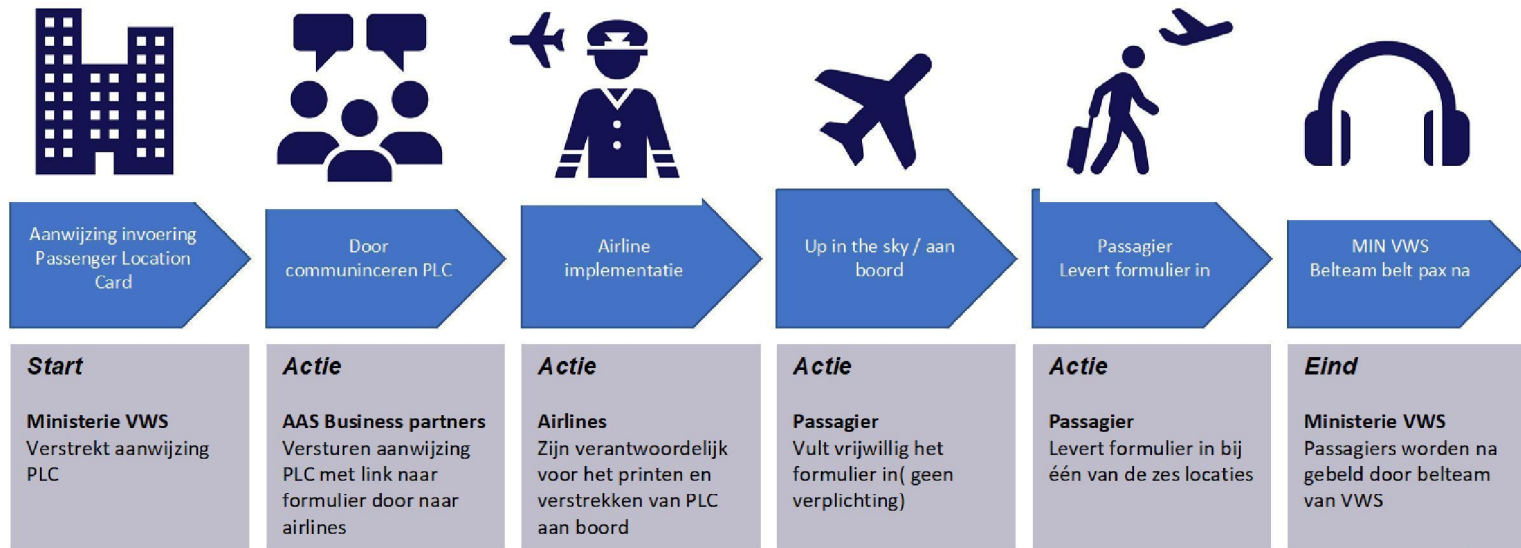 Aanwijzing invoering
Passenger Location
Card
Door
communinceren PLC
Airline
implementatie
Up in the sky / aan
boord
Passagier
Levert formulier in
MIN VWS
Belteam belt pax na
Start
Ministerie VWS
Verstrekt aanwijzing
PLC
Actie
AAS Business partners
Versturen aanwijzing
PLC met link naar
formulier door naar
airlines
Actie
Airlines
Zijn verantwoordelijk
voor het printen en
verstrekken van PLC
aan boord
Actie
Passagier
Vult vrijwillig het
formulier in( geen
verplichting)
Actie
Passagier
Levert formulier in bij
één van de zes locaties
Eind
Ministerie VWS
Passagiers worden na
gebeld door belteam
van VWS